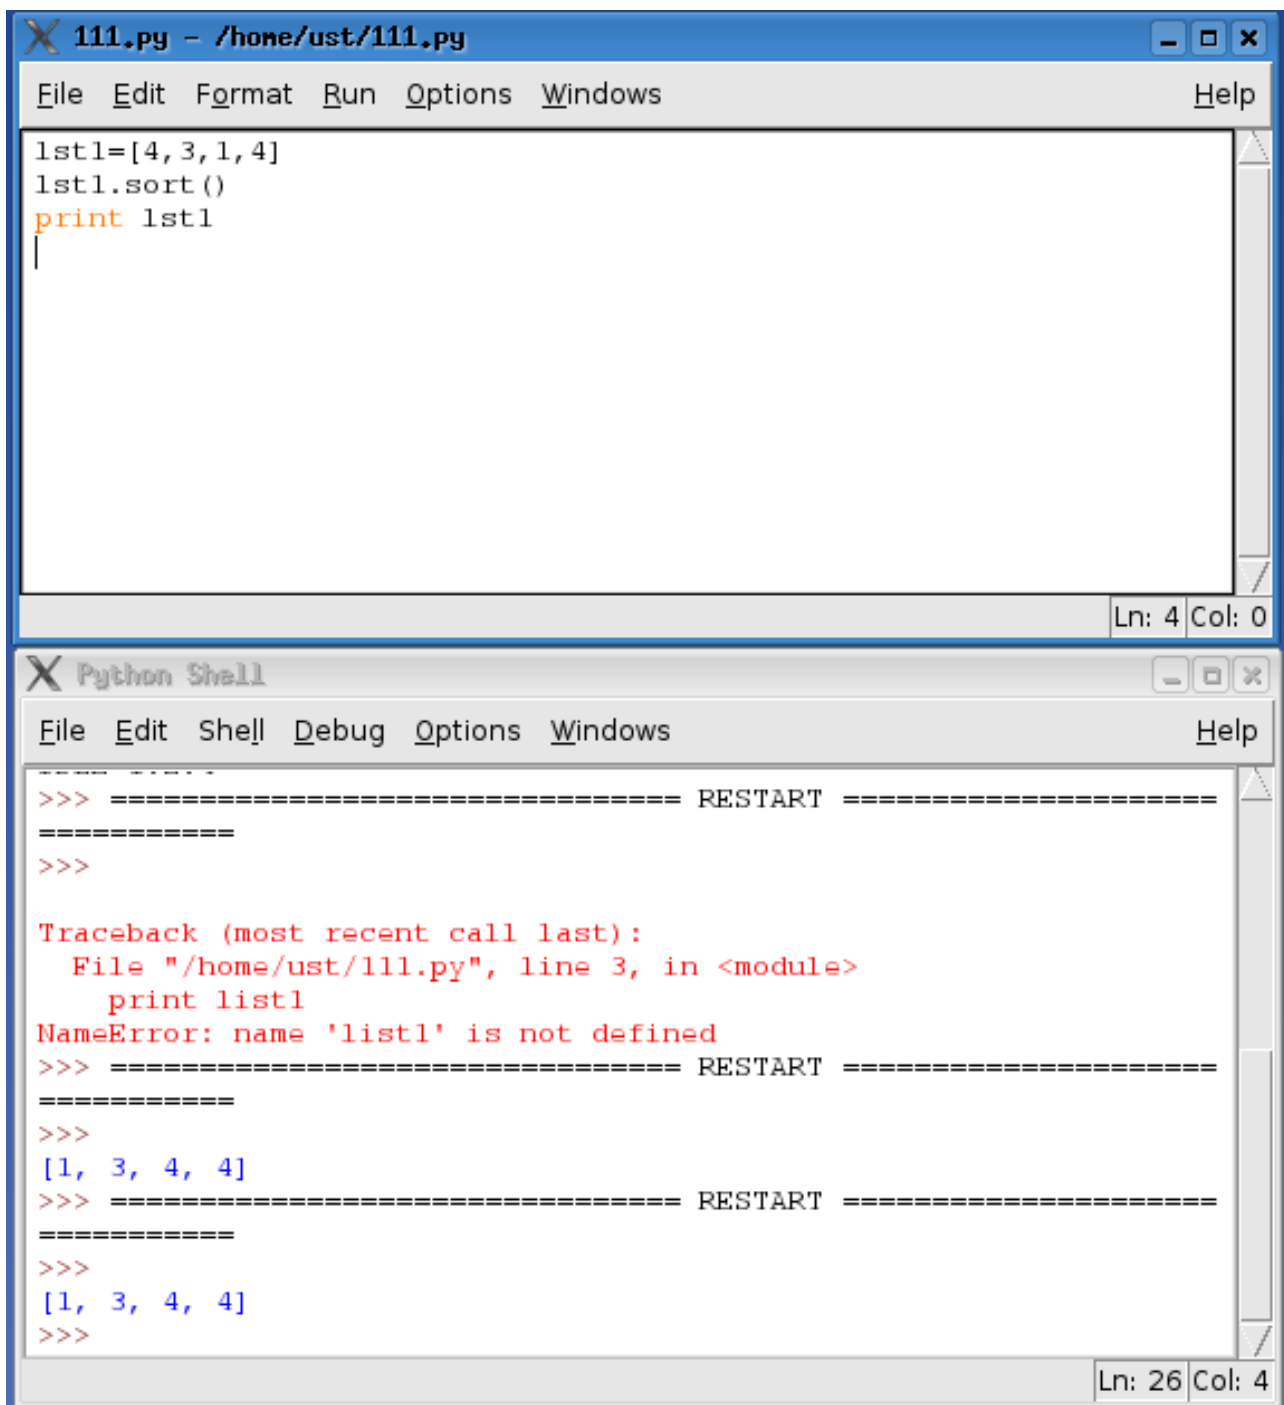 111.py - /home/ust/111.py
File Edit Format Run Options Windows Help
lst1=[4,3,1,4]
lst1.sort()
print lst1
Ln: 4 Col: 0
Python Shell
File Edit Shell Debug Options Windows Help
>>> ================================ RESTART =====================
===========
>>>
Traceback (most recent call last):
  File "/home/ust/111.py", line 3, in <module>
    print list1
NameError: name 'list1' is not defined
>>> ================================ RESTART =====================
===========
>>>
[1, 3, 4, 4]
>>> ================================ RESTART =====================
===========
>>>
[1, 3, 4, 4]
>>>
Ln: 26 Col: 4